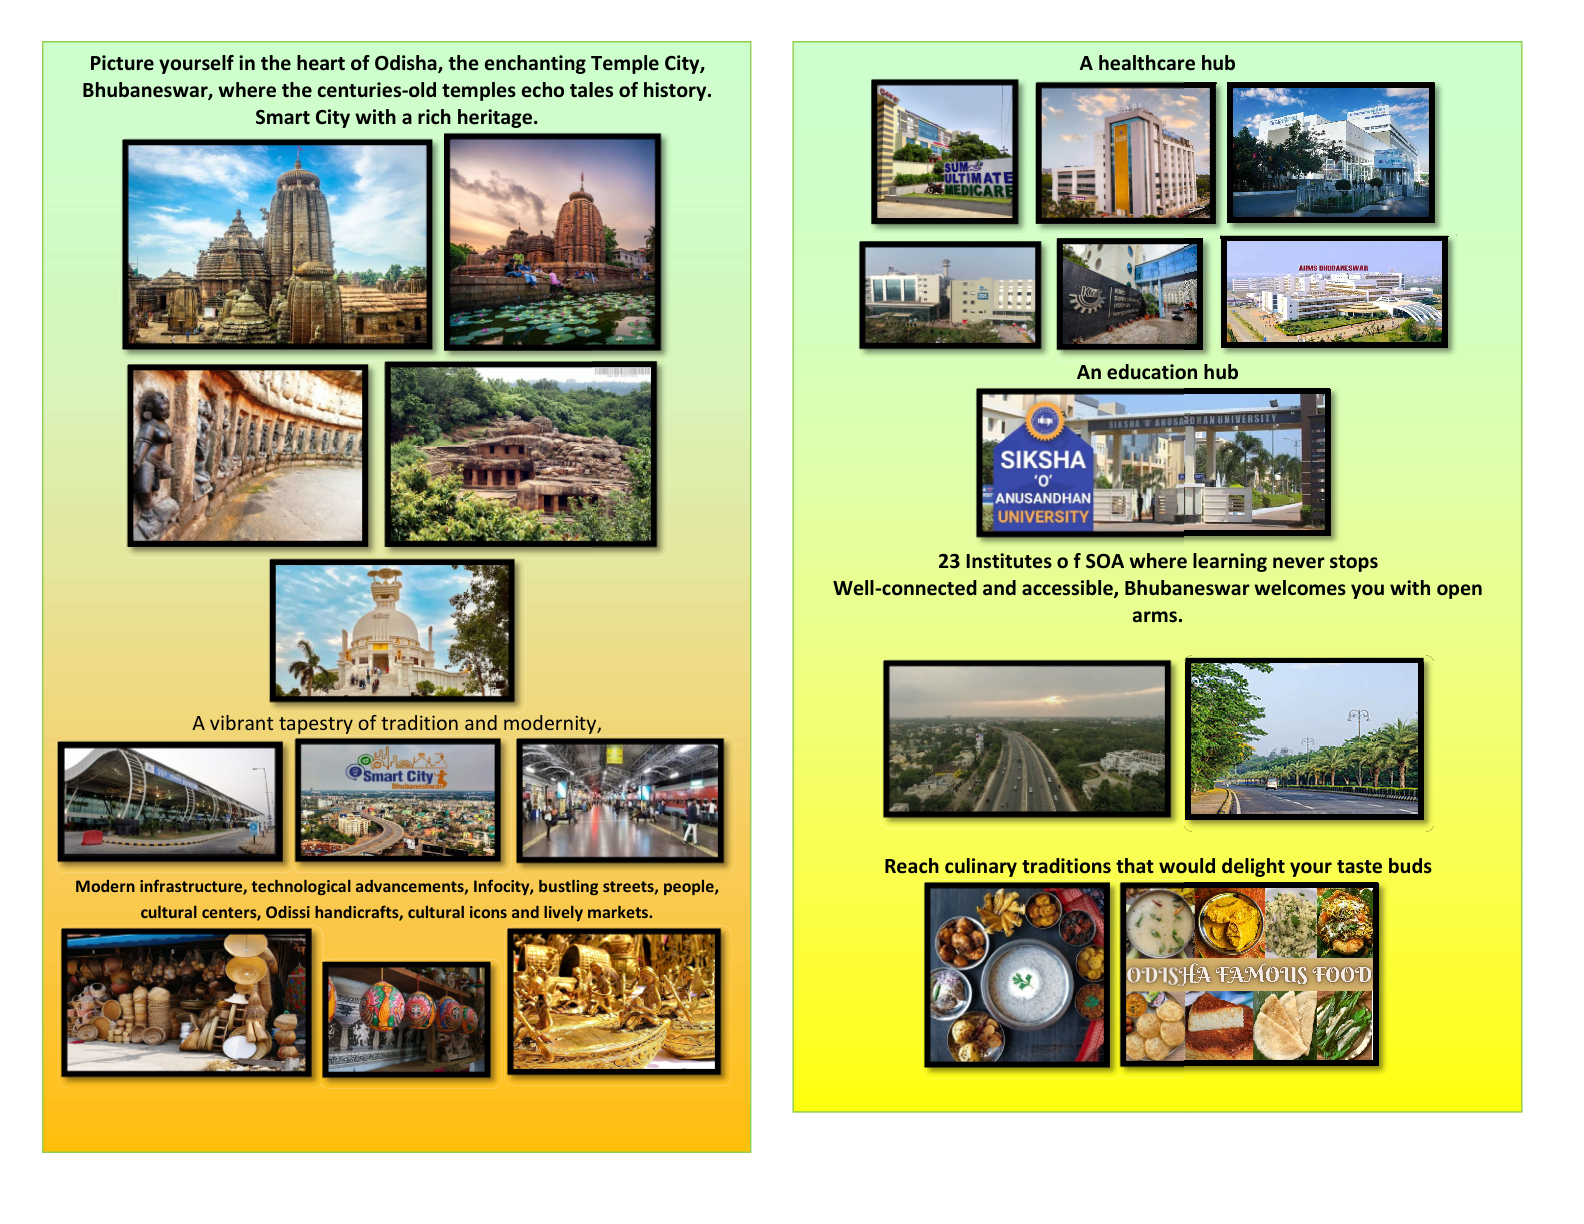 Picture yourself in the heart of Odisha, the enchanting Temple City,
Bhubaneswar, where the centuries-old temples echo tales of history.
Smart City with a rich heritage.
A vibrant tapestry of tradition and modernity,
Smart City
Bhubaneswar
Modern infrastructure, technological advancements, Infocity, bustling streets, people,
cultural centers, Odissi handicrafts, cultural icons and lively markets.
A healthcare hub
SUM
ULTIMATE
MEDICARE
AIIMS BHUBANESWAR
An education hub
SIKSHA 'O' ANUSANDHAN UNIVERSITY
SIKSHA
'O'
ANUSANDHAN
UNIVERSITY
23 Institutes o f SOA where learning never stops
Well-connected and accessible, Bhubaneswar welcomes you with open
arms.
Reach culinary traditions that would delight your taste buds
ODISHA FAMOUS FOOD